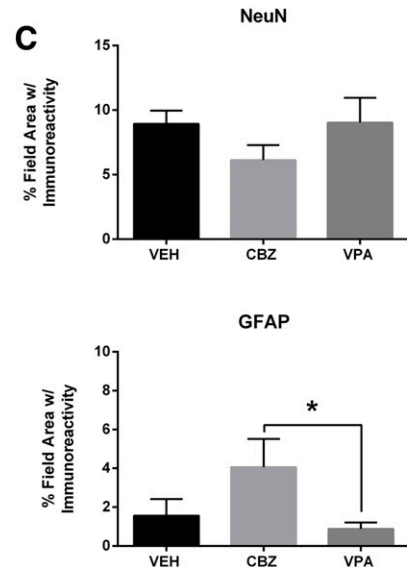 C
NeuN
% Field Area w/
Immunoreactivity
15
10
5
0
VEH CBZ VPA
GFAP
% Field Area w/
Immunoreactivity
10
8
6
4
2
0
*
VEH CBZ VPA